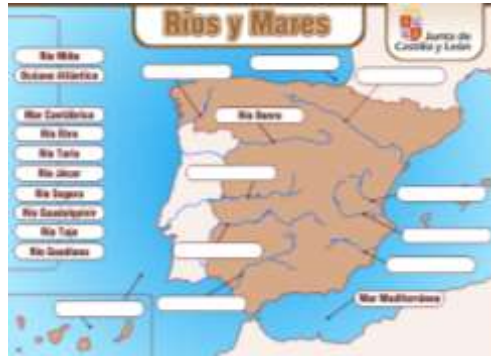 Ríos y Mares
Junta de
Castilla y León
Río Miño
Océano Atlántico
Mar Cantábrico
Río Ebro
Río Turia
Río Júcar
Río Segura
Río Guadalquivir
Río Tajo
Río Guadiana
Río Duero
Mar Mediterráneo